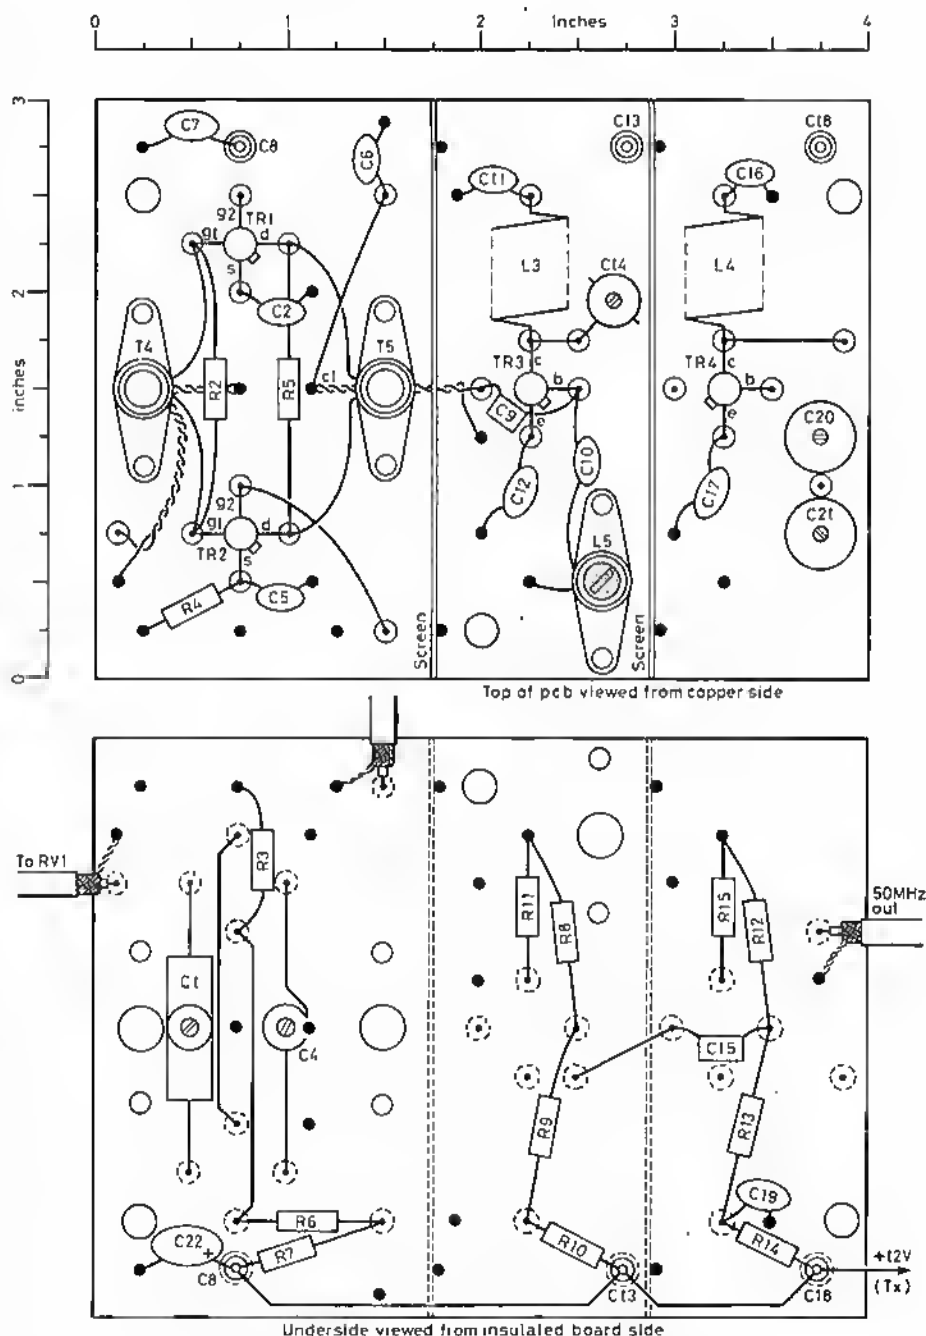 0 1 2 Inches 3 4
3
2
inches
1
0
C7
C8
C6
C13
C18
C11
C16
g2
TR1
g1
d
s
C2
L3
C14
L4
T4
R2
R5
c1
T5
TR3
c
b
e
C9
TR4
c
b
e
C20
C10
C12
C17
g2
g1
d
TR2
s
R4
C5
L5
C21
Screen
Screen
Top of pcb viewed from copper side
To RV1
R3
R11
R8
R15
R12
50MHz
out
C1
C4
C15
R9
R13
C22
+
R6
R7
C8
R10
C13
C19
R14
C18
+12V
(Tx)
Underside viewed from insulated board side